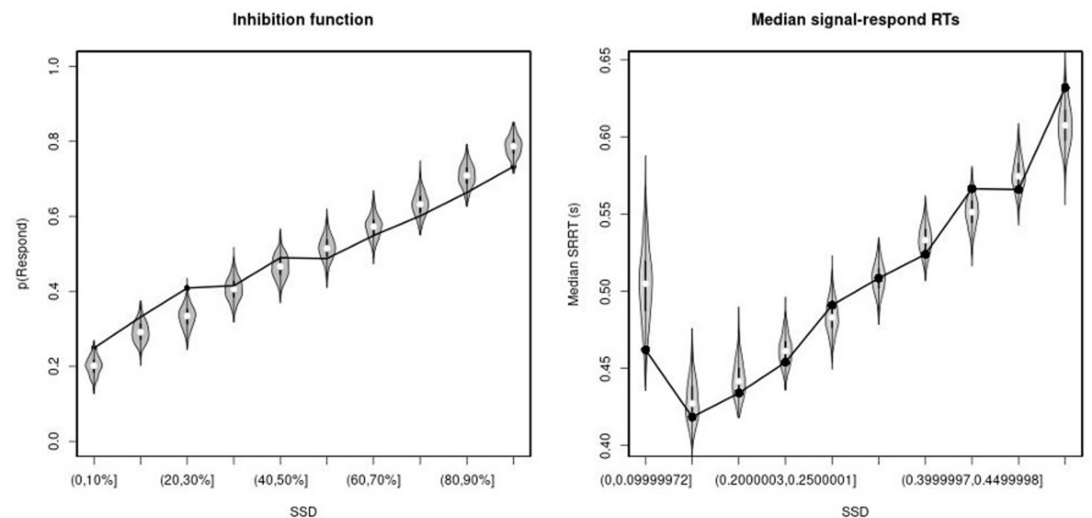 Inhibition function
p(Respond)
1.0
0.8
0.6
0.4
0.2
0.0
(0,10%] (20,30%] (40,50%] (60,70%] (80,90%]
SSD
Median signal-respond RTs
Median SRRT (s)
0.65
0.60
0.55
0.50
0.45
0.40
(0,0.09999972] (0.2000003,0.2500001] (0.3999997,0.4499998]
SSD